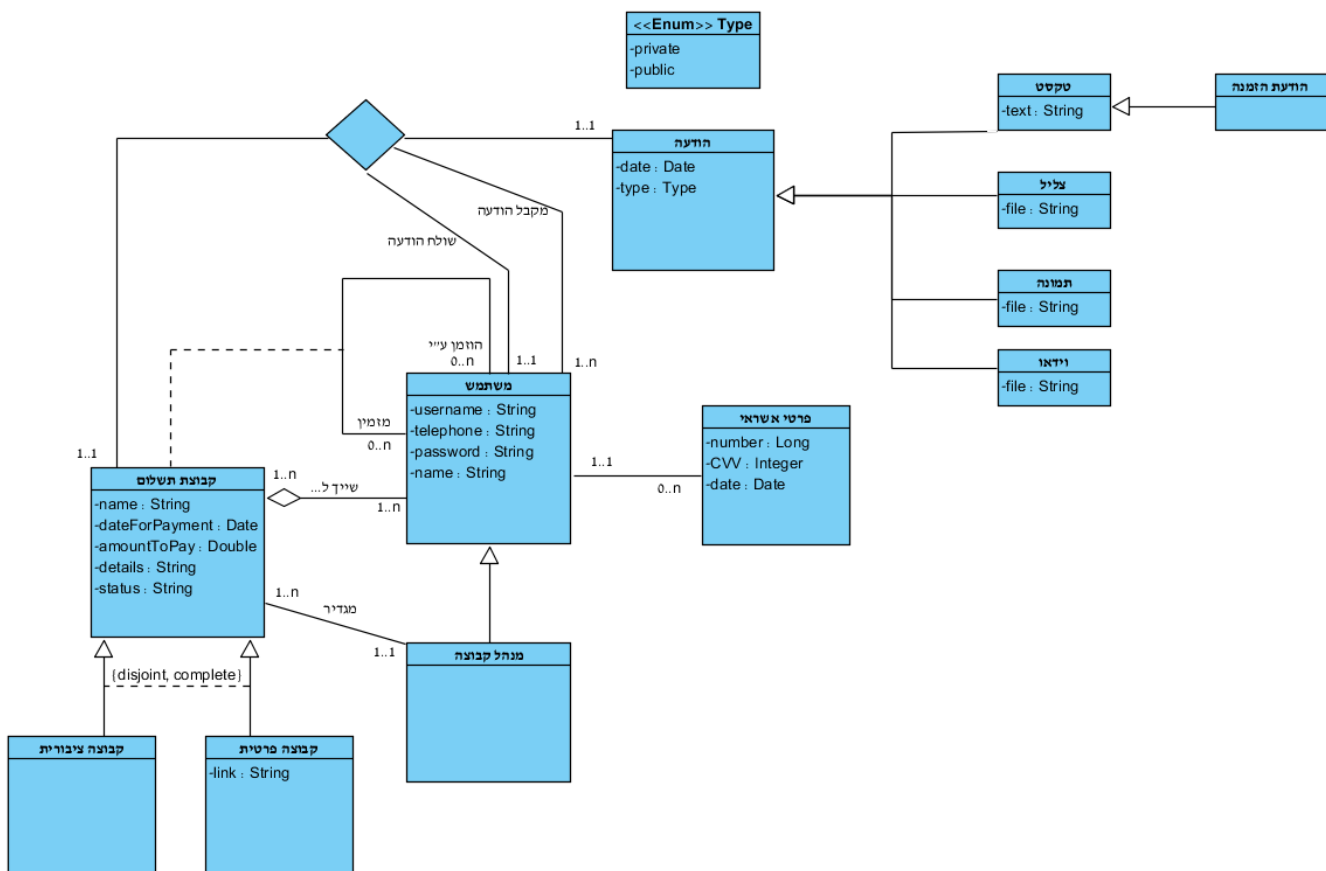 <<Enum>> Type
-private
-public
טקסט
-text : String
הודעת הזמנה
1..1
הודעה
-date : Date
-type : Type
צליל
-file : String
מקבל הודעה
שולח הודעה
תמונה
-file : String
הוזמן ע״י
0..n
1..1
1..n
וידאו
-file : String
משתמש
-username : String
-telephone : String
-password : String
-name : String
מזמין
0..n
פרטי אשראי
-number : Long
-CVV : Integer
-date : Date
1..1
0..n
1..1
קבוצת תשלום
-name : String
-dateForPayment : Date
-amountToPay : Double
-details : String
-status : String
1..n
שייך ל...
1..n
1..n
מגדיר
1..1
מנהל קבוצה
{disjoint, complete}
קבוצה ציבורית
קבוצה פרטית
-link : String